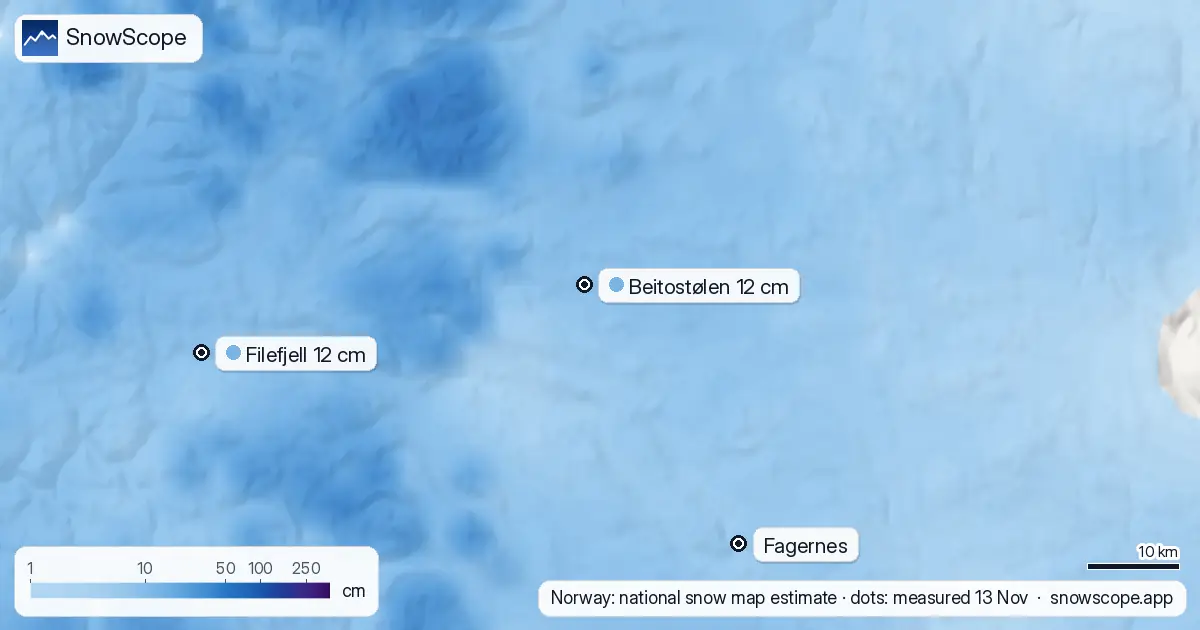 SnowScope
Beitostølen 12 cm
Filefjell 12 cm
Fagernes
1 10 50 100 250
cm
10 km
Norway: national snow map estimate · dots: measured 13 Nov · snowscope.app